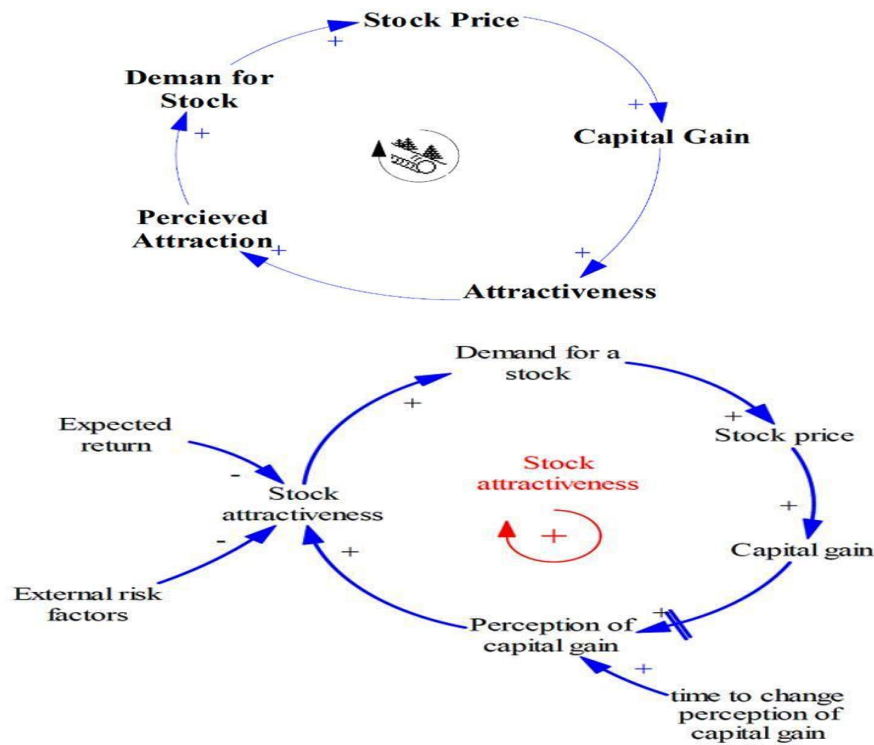 Stock Price
+
Deman for
Stock
+
+
Capital Gain
+
Percieved
Attraction
+
+
Attractiveness
Demand for a
stock
+
+
Stock price
Expected
return
-
Stock
attractiveness
Stock
attractiveness
+
+
-
Capital gain
+
External risk
factors
+
Perception of
capital gain
+
time to change
perception of
capital gain